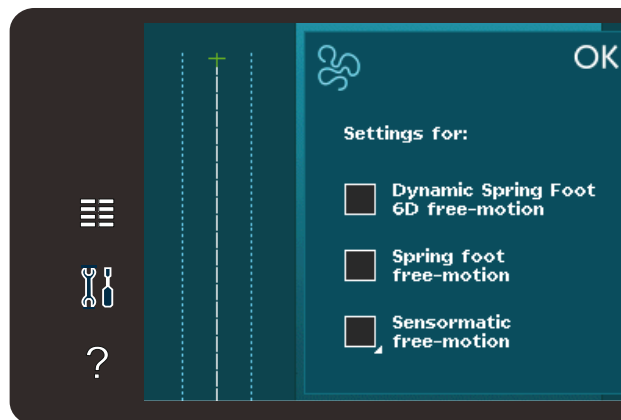 OK
Settings for:
Dynamic Spring Foot
6D free-motion
Spring foot
free-motion
Sensormatic
free-motion
?